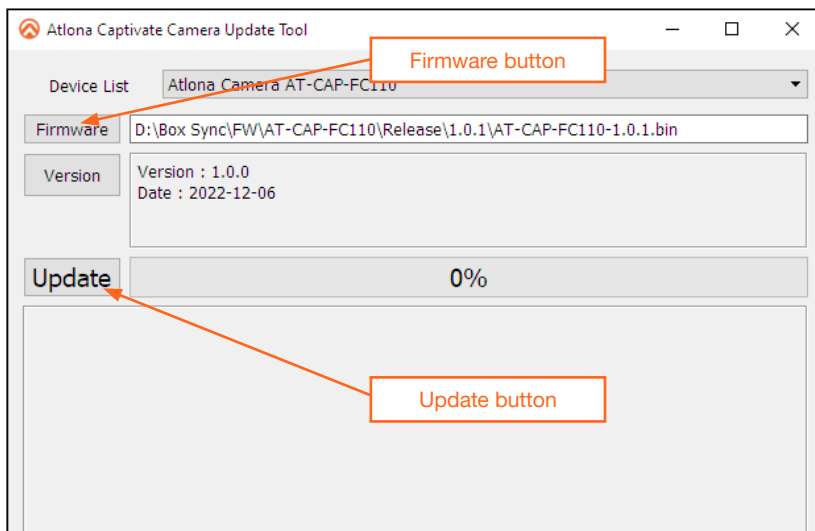 Atlona Captivate Camera Update Tool
Firmware button
Device List
Atlona Camera AT-CAP-FC110
Firmware
D:\Box Sync\FW\AT-CAP-FC110\Release\1.0.1\AT-CAP-FC110-1.0.1.bin
Version
Version : 1.0.0
Date : 2022-12-06
Update
0%
Update button